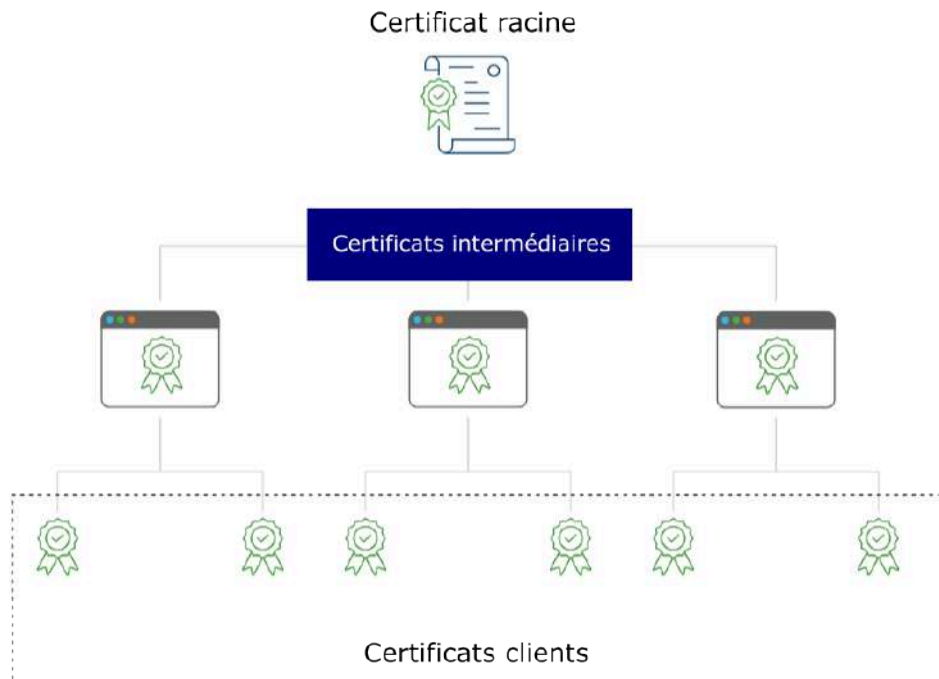 Certificat racine
Certificats intermédiaires
Certificats clients